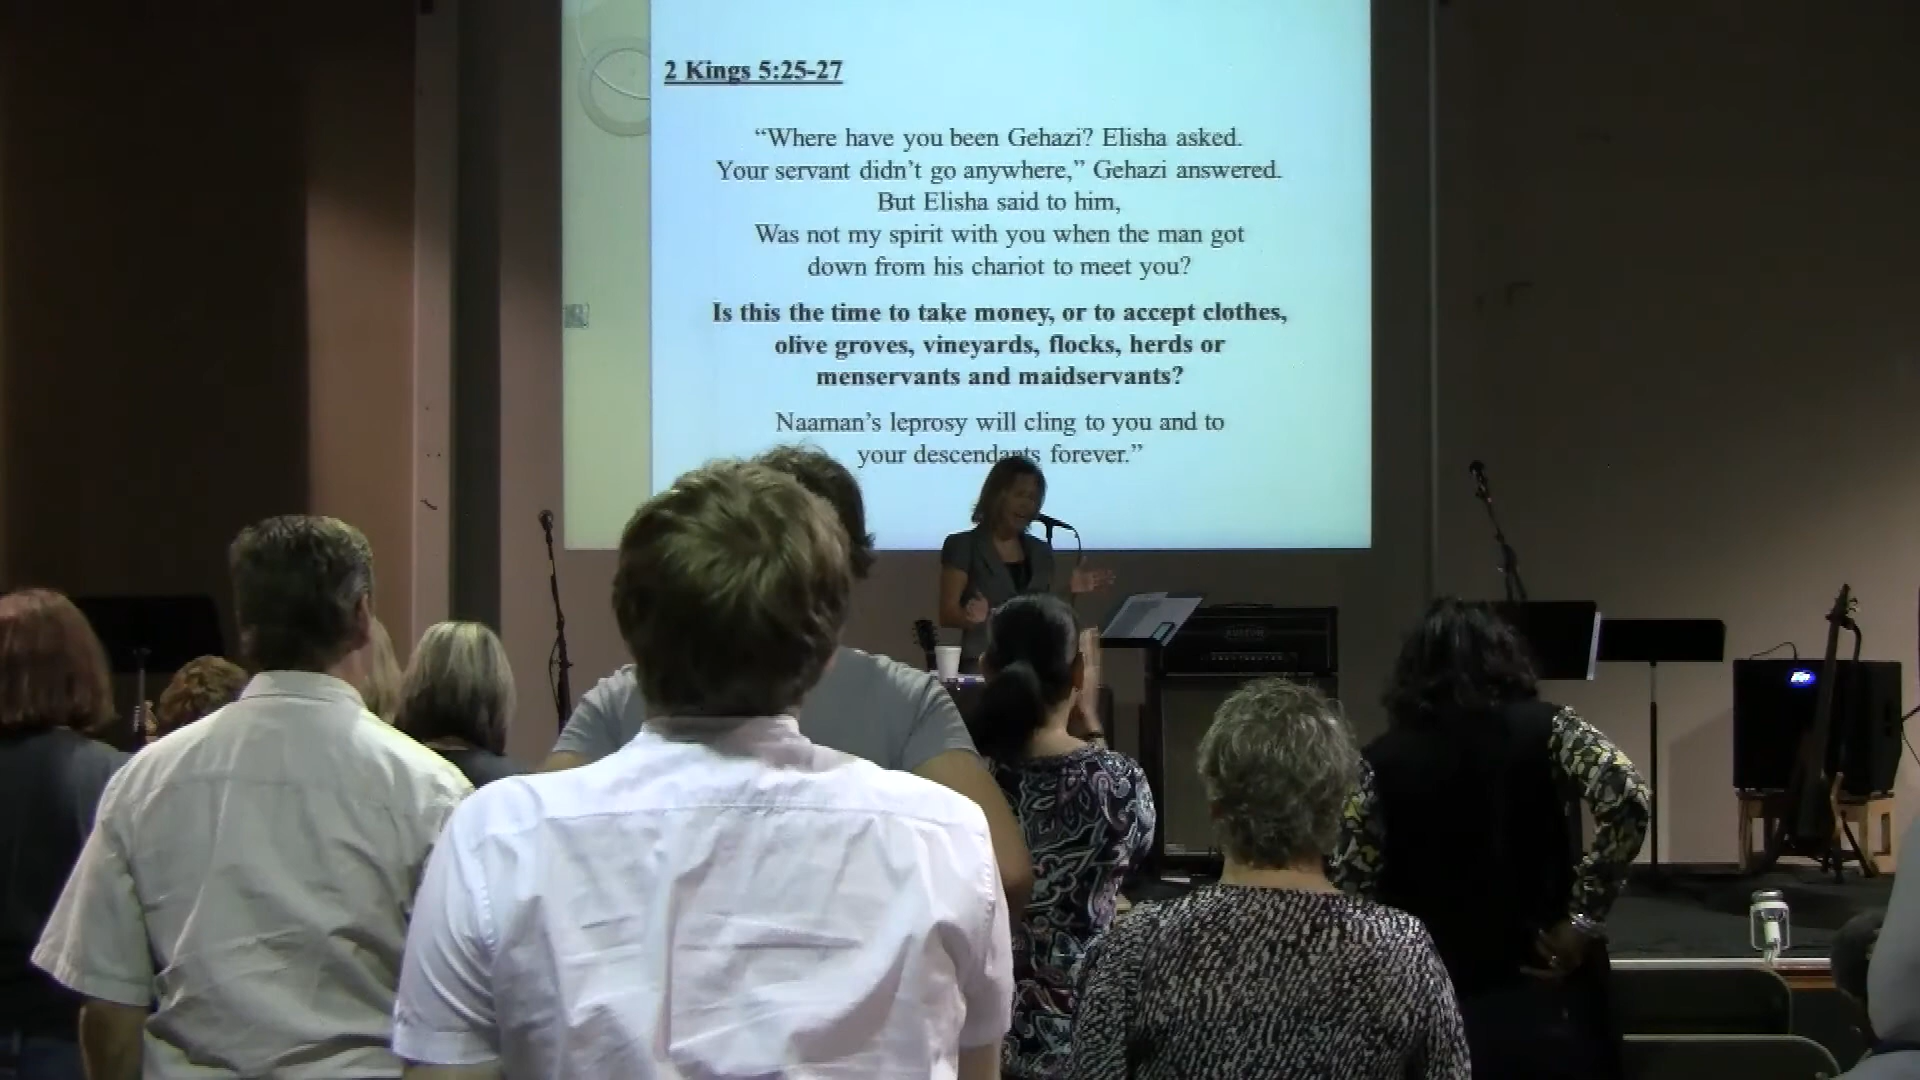 2 Kings 5:25-27
“Where have you been Gehazi? Elisha asked.
Your servant didn’t go anywhere,” Gehazi answered.
But Elisha said to him,
Was not my spirit with you when the man got
down from his chariot to meet you?
Is this the time to take money, or to accept clothes,
olive groves, vineyards, flocks, herds or
menservants and maidservants?
Naaman’s leprosy will cling to you and to
your descendants forever.”